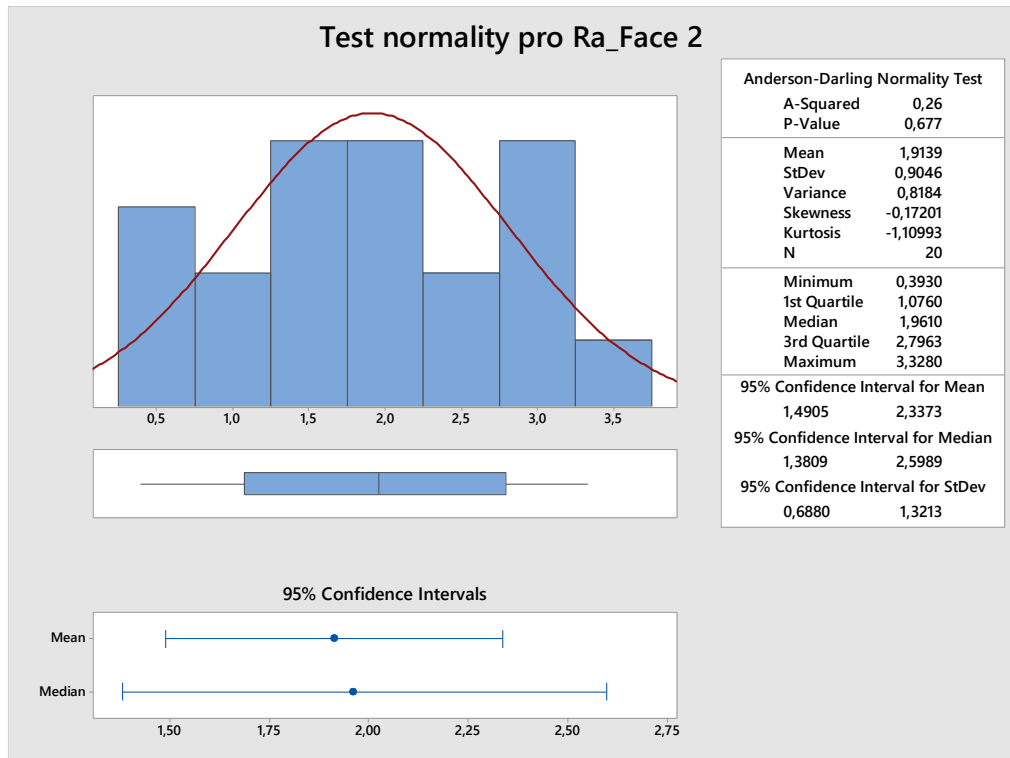 Test normality pro Ra_Face 2
Anderson-Darling Normality Test
A-Squared 0,26
P-Value 0,677
Mean 1,9139
StDev 0,9046
Variance 0,8184
Skewness -0,17201
Kurtosis -1,10993
N 20
Minimum 0,3930
1st Quartile 1,0760
Median 1,9610
3rd Quartile 2,7963
Maximum 3,3280
95% Confidence Interval for Mean
1,4905 2,3373
95% Confidence Interval for Median
1,3809 2,5989
95% Confidence Interval for StDev
0,6880 1,3213
0,5 1,0 1,5 2,0 2,5 3,0 3,5
95% Confidence Intervals
Mean
Median
1,50 1,75 2,00 2,25 2,50 2,75